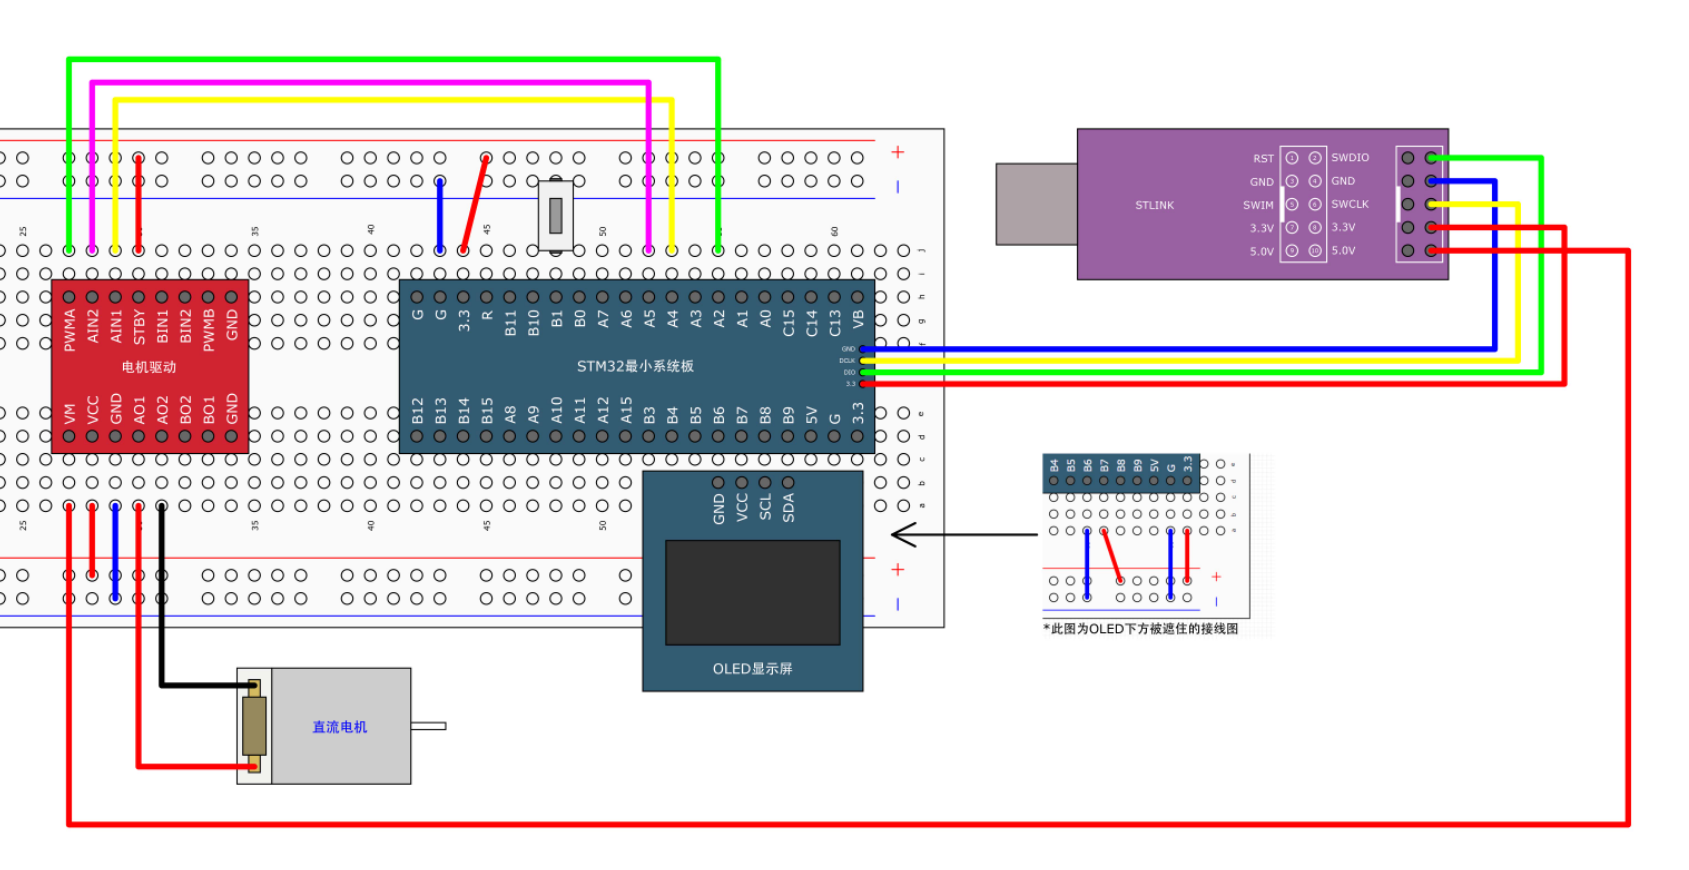 +
−
25
35
40
45
50
60
j
i
h
g
f
PWMA AIN2 AIN1 STBY BIN1 BIN2 PWMB GND
电机驱动
VM VCC GND AO1 AO2 BO2 BO1 GND
G G 3.3 R B11 B10 B1 B0 A7 A6 A5 A4 A3 A2 A1 A0 C15 C14 C13 VB
GND
DCLK
DIO
3.3
STM32最小系统板
B12 B13 B14 B15 A8 A9 A10 A11 A12 A15 B3 B4 B5 B6 B7 B8 B9 5V G 3.3
e
d
c
b
a
25
35
40
45
50
+
−
GND VCC SCL SDA
OLED显示屏
直流电机
STLINK
RST 1 2 SWDIO
GND 3 4 GND
SWIM 5 6 SWCLK
3.3V 7 8 3.3V
5.0V 9 10 5.0V
B4 B5 B6 B7 B8 B9 5V G 3.3
e
d
c
b
a
+
−
*此图为OLED下方被遮住的接线图